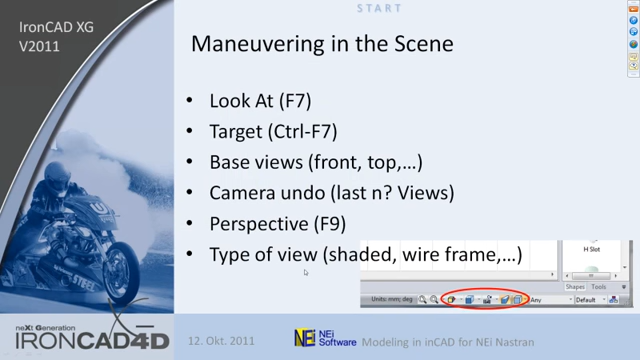 START
IronCAD XG
V2011
Maneuvering in the Scene
• Look At (F7)
• Target (Ctrl-F7)
• Base views (front, top,…)
• Camera undo (last n? Views)
• Perspective (F9)
• Type of view (shaded, wire frame,…)
H Slot
Shapes Tools
Units: mm; deg
Any
Default
STEEL
neXt Generation
IRONCAD4D
12. Okt. 2011
NEi
NEi Software
Modeling in inCAD for NEi Nastran